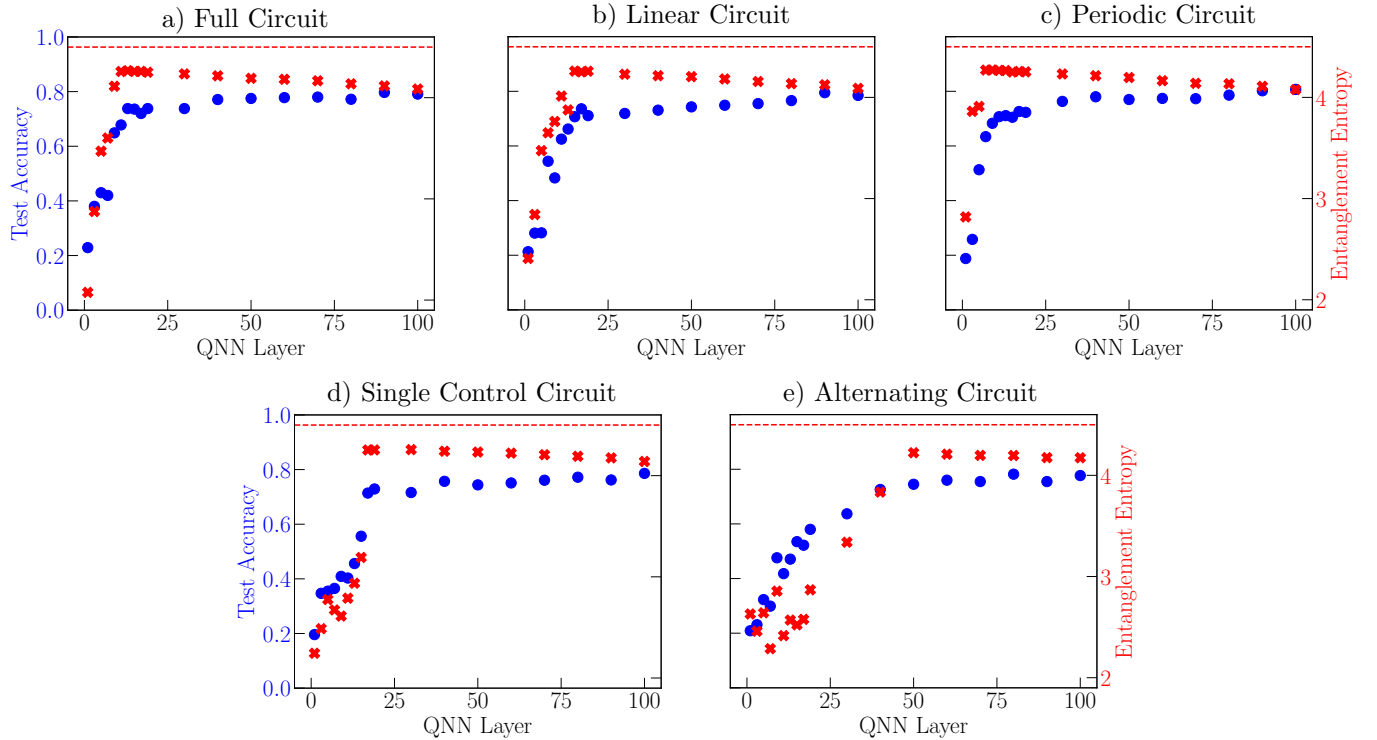 a) Full Circuit
b) Linear Circuit
c) Periodic Circuit
Test Accuracy
1.0
0.8
0.6
0.4
0.2
0.0
0 25 50 75 100
QNN Layer
0 25 50 75 100
QNN Layer
0 25 50 75 100
QNN Layer
4
3
2
Entanglement Entropy
d) Single Control Circuit
e) Alternating Circuit
Test Accuracy
1.0
0.8
0.6
0.4
0.2
0.0
0 25 50 75 100
QNN Layer
0 25 50 75 100
QNN Layer
4
3
2
Entanglement Entropy